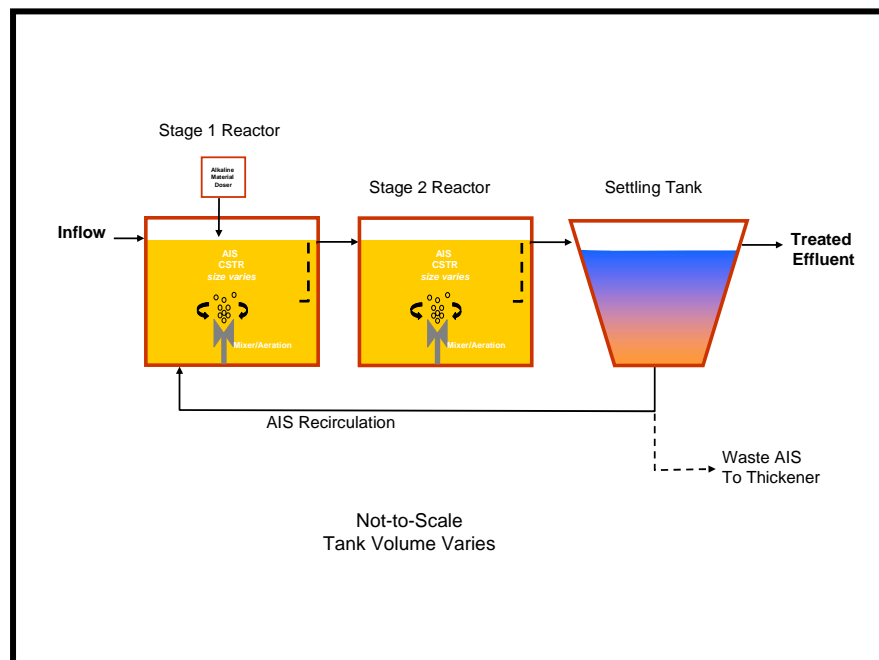 Stage 1 Reactor
Alkaline
Material
Doser
Stage 2 Reactor
Settling Tank
Inflow
AIS
CSTR
size varies
Mixer/Aeration
AIS
CSTR
size varies
Mixer/Aeration
Treated
Effluent
AIS Recirculation
Waste AIS
To Thickener
Not-to-Scale
Tank Volume Varies